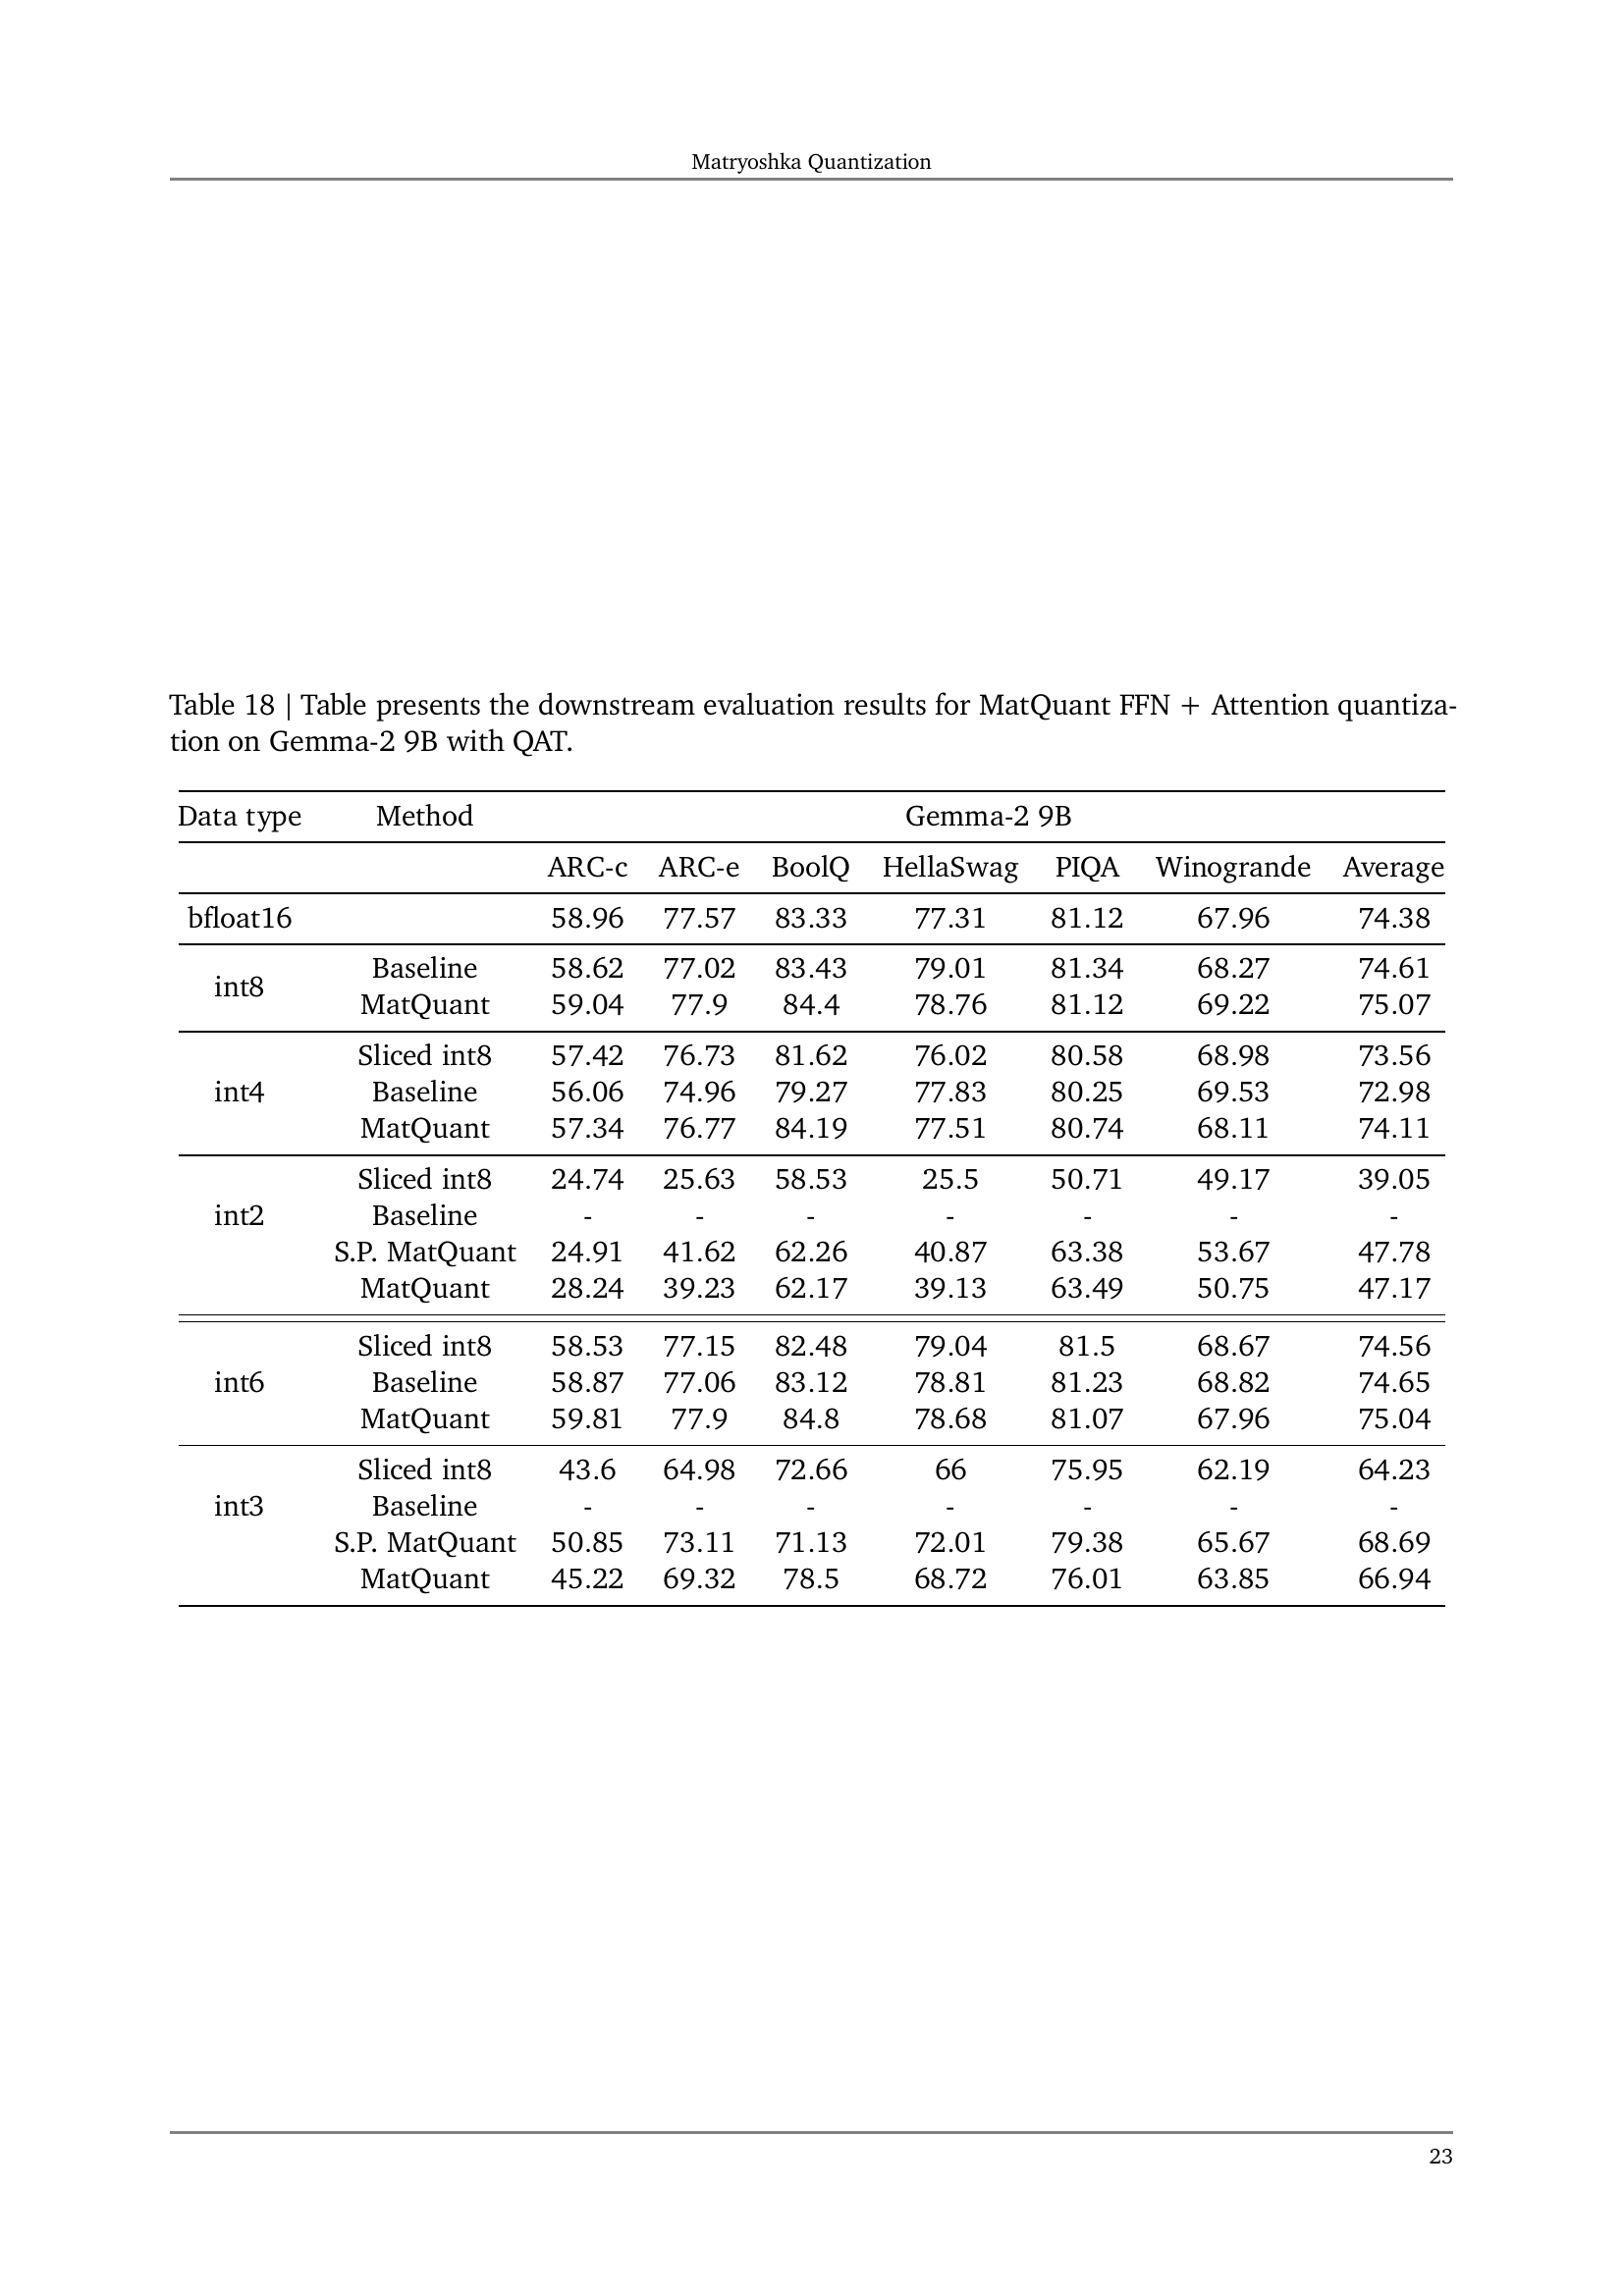 Matryoshka Quantization
Table 18 | Table presents the downstream evaluation results for MatQuant FFN + Attention quantiza-
tion on Gemma-2 9B with QAT.
Data type Method Gemma-2 9B
ARC-c ARC-e BoolQ HellaSwag PIQA Winogrande Average
bfloat16 58.96 77.57 83.33 77.31 81.12 67.96 74.38
int8
Baseline 58.62 77.02 83.43 79.01 81.34 68.27 74.61
MatQuant 59.04 77.9 84.4 78.76 81.12 69.22 75.07
Sliced int8 57.42 76.73 81.62 76.02 80.58 68.98 73.56
int4 Baseline 56.06 74.96 79.27 77.83 80.25 69.53 72.98
MatQuant 57.34 76.77 84.19 77.51 80.74 68.11 74.11
Sliced int8 24.74 25.63 58.53 25.5 50.71 49.17 39.05
int2 Baseline - - - - - - -
S.P. MatQuant 24.91 41.62 62.26 40.87 63.38 53.67 47.78
MatQuant 28.24 39.23 62.17 39.13 63.49 50.75 47.17
Sliced int8 58.53 77.15 82.48 79.04 81.5 68.67 74.56
int6 Baseline 58.87 77.06 83.12 78.81 81.23 68.82 74.65
MatQuant 59.81 77.9 84.8 78.68 81.07 67.96 75.04
Sliced int8 43.6 64.98 72.66 66 75.95 62.19 64.23
int3 Baseline - - - - - - -
S.P. MatQuant 50.85 73.11 71.13 72.01 79.38 65.67 68.69
MatQuant 45.22 69.32 78.5 68.72 76.01 63.85 66.94
23